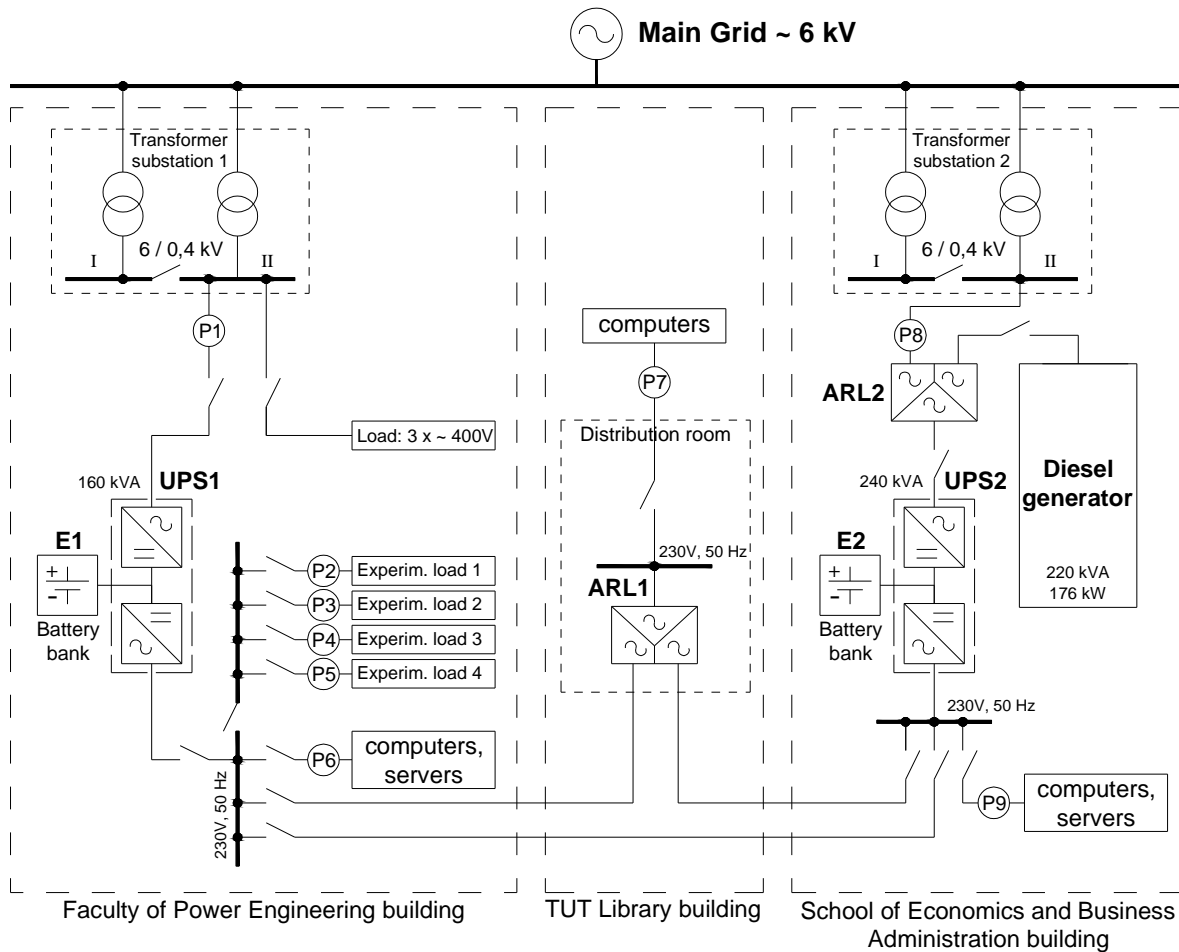 Main Grid ~ 6 kV
Transformer
substation 1
6 / 0,4 kV
I
II
P1
Load: 3 x ~ 400V
160 kVA
UPS1
E1
+
-
Battery
bank
P2
Experim. load 1
P3
Experim. load 2
P4
Experim. load 3
P5
Experim. load 4
P6
computers,
servers
230V, 50 Hz
Faculty of Power Engineering building
computers
P7
Distribution room
230V, 50 Hz
ARL1
TUT Library building
Transformer
substation 2
6 / 0,4 kV
I
II
P8
ARL2
Diesel
generator
220 kVA
176 kW
240 kVA
UPS2
E2
+
-
Battery
bank
230V, 50 Hz
P9
computers,
servers
School of Economics and Business
Administration building